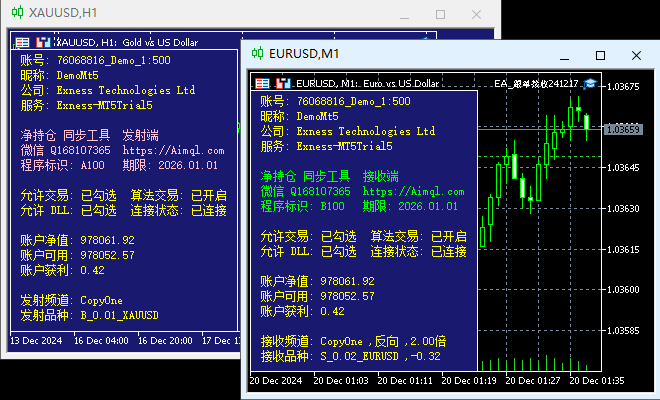 XAUUSD,H1
XAUUSD, H1: Gold vs US Dollar
账号: 76068816_Demo_1:500
昵称: DemoMt5
公司: Exness Technologies Ltd
服务: Exness-MT5Trial5
净持仓 同步工具 发射端
微信 Q168107365 https://Aimql.com
程序标识: A100 期限: 2026.01.01
允许交易: 已勾选 算法交易: 已开启
允许 DLL: 已勾选 连接状态: 已连接
账户净值: 978061.92
账户可用: 978052.57
账户获利: 0.42
发射频道: CopyOne
发射品种: B_0.01_XAUUSD
13 Dec 2024 16 Dec 04:00 16 Dec 20:00 17 Dec 1
EURUSD,M1
EURUSD, M1: Euro vs US Dollar
EA_跟单接收241217
账号: 76068816_Demo_1:500
昵称: DemoMt5
公司: Exness Technologies Ltd
服务: Exness-MT5Trial5
净持仓 同步工具 接收端
微信 Q168107365 https://Aimql.com
程序标识: B100 期限: 2026.01.01
允许交易: 已勾选 算法交易: 已开启
允许 DLL: 已勾选 连接状态: 已连接
账户净值: 978061.92
账户可用: 978052.57
账户获利: 0.42
接收频道: CopyOne ,反向 ,2.00倍
接收品种: S_0.02_EURUSD ,-0.32
1.03675
1.03659
1.03645
1.03630
1.03615
1.03600
1.03585
20 Dec 2024 20 Dec 01:03 20 Dec 01:11 20 Dec 01:19 20 Dec 01:27 20 Dec 01:35